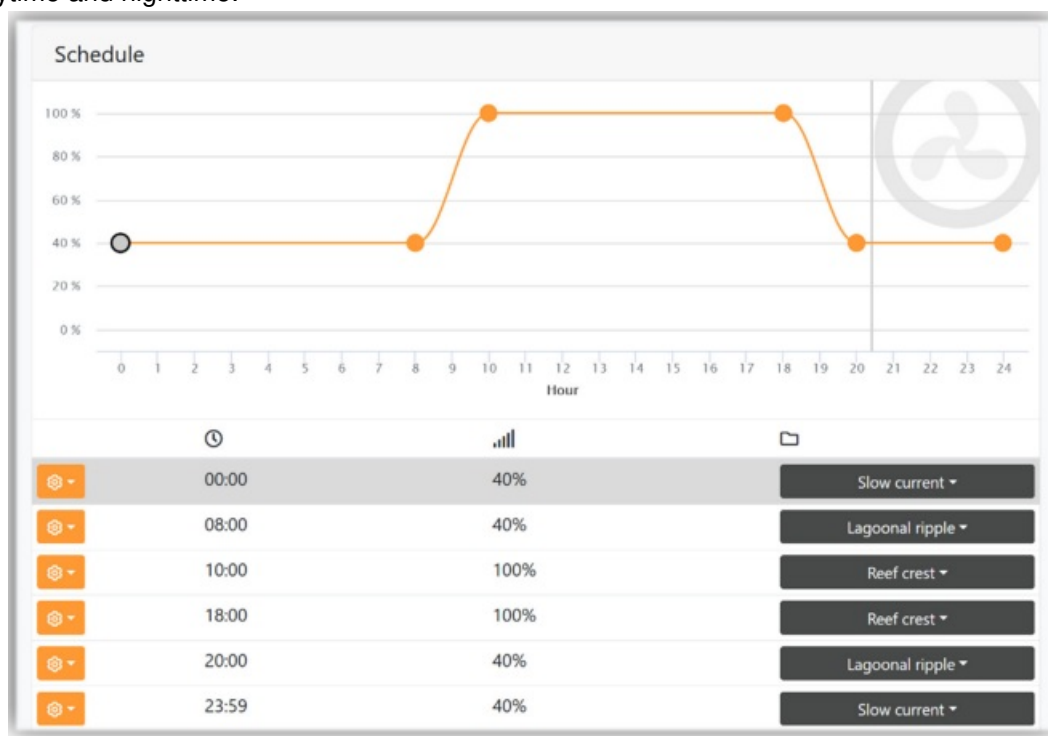 ytime and nighttime.
Schedule
100 %
80 %
60 %
40 %
20 %
0 %
0 1 2 3 4 5 6 7 8 9 10 11 12 13 14 15 16 17 18 19 20 21 22 23 24
Hour
00:00 40% Slow current
08:00 40% Lagoonal ripple
10:00 100% Reef crest
18:00 100% Reef crest
20:00 40% Lagoonal ripple
23:59 40% Slow current